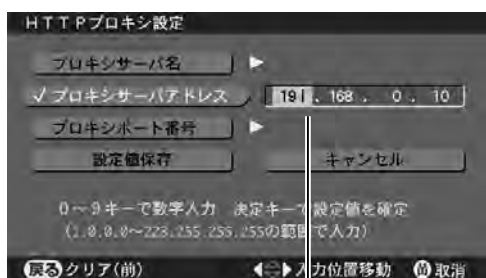 HTTPプロキシ設定
プロキシサーバ名
✓プロキシサーバアドレス 191. 168. 0. 10
プロキシポート番号
設定値保存 キャンセル
0～9キーで数字入力 決定キーで設定値を確定
(1.0.0.0～223.255.255.255の範囲で入力)
戻る クリア(前) 入力位置移動 取消